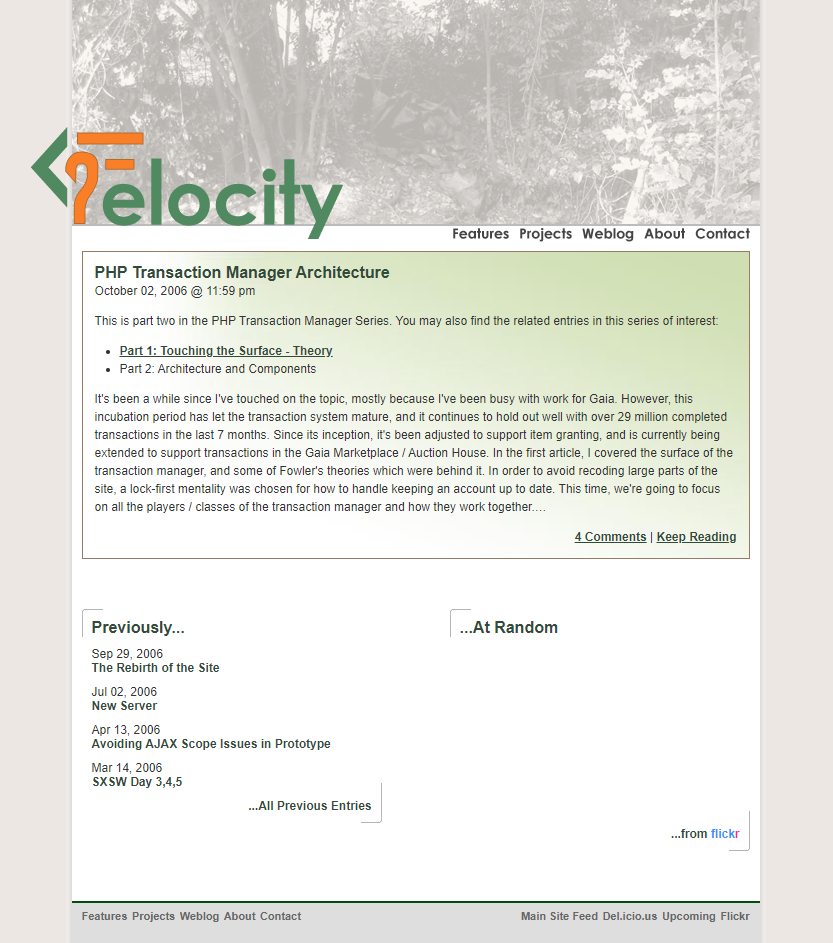 Felocity
Features Projects Weblog About Contact
PHP Transaction Manager Architecture
October 02, 2006 @ 11:59 pm
This is part two in the PHP Transaction Manager Series. You may also find the related entries in this series of interest:
• Part 1: Touching the Surface - Theory
• Part 2: Architecture and Components
It's been a while since I've touched on the topic, mostly because I've been busy with work for Gaia. However, this
incubation period has let the transaction system mature, and it continues to hold out well with over 29 million completed
transactions in the last 7 months. Since its inception, it's been adjusted to support item granting, and is currently being
extended to support transactions in the Gaia Marketplace / Auction House. In the first article, I covered the surface of the
transaction manager, and some of Fowler's theories which were behind it. In order to avoid recoding large parts of the
site, a lock-first mentality was chosen for how to handle keeping an account up to date. This time, we're going to focus
on all the players / classes of the transaction manager and how they work together.…
4 Comments | Keep Reading
Previously...
Sep 29, 2006
The Rebirth of the Site
Jul 02, 2006
New Server
Apr 13, 2006
Avoiding AJAX Scope Issues in Prototype
Mar 14, 2006
SXSW Day 3,4,5
...All Previous Entries
...At Random
...from flickr
Features Projects Weblog About Contact
Main Site Feed Del.icio.us Upcoming Flickr